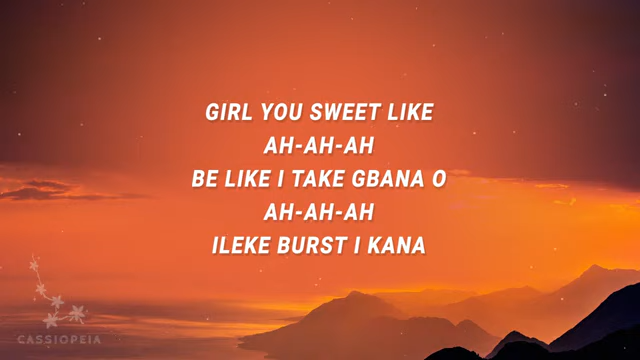 GIRL YOU SWEET LIKE
AH-AH-AH
BE LIKE I TAKE GBANA O
AH-AH-AH
ILEKE BURST I KANA
CASSIOPEIA